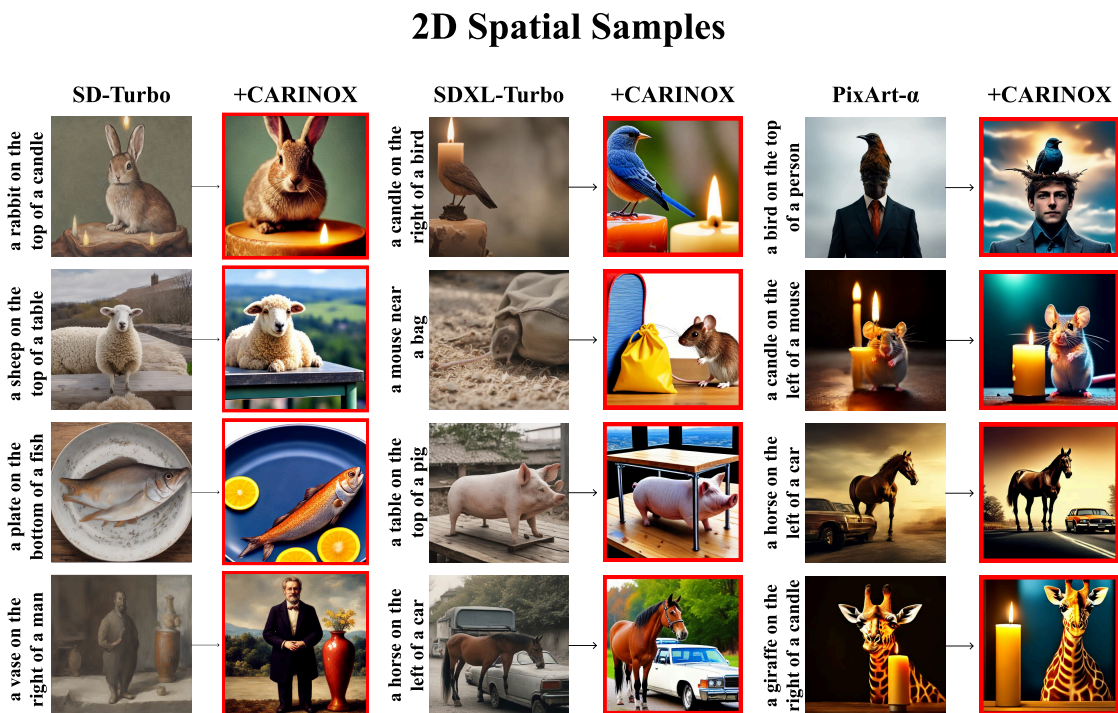 2D Spatial Samples
SD-Turbo
+CARINOX
SDXL-Turbo
+CARINOX
PixArt-α
+CARINOX
a rabbit on the
top of a candle
a candle on the
right of a bird
a bird on the top
of a person
a sheep on the
top of a table
a mouse near
a bag
a candle on the
left of a mouse
a plate on the
bottom of a fish
a table on the
top of a pig
a horse on the
left of a car
a vase on the
right of a man
a horse on the
left of a car
a giraffe on the
right of a candle